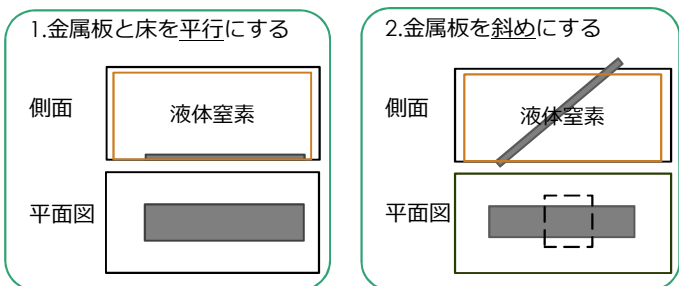 1.金属板と床を平行にする
側面
液体窒素
平面図
2.金属板を斜めにする
側面
液体窒素
平面図